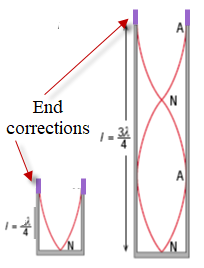 A
N
End
corrections
l = 3λ/4
A
l = λ/4
N
N